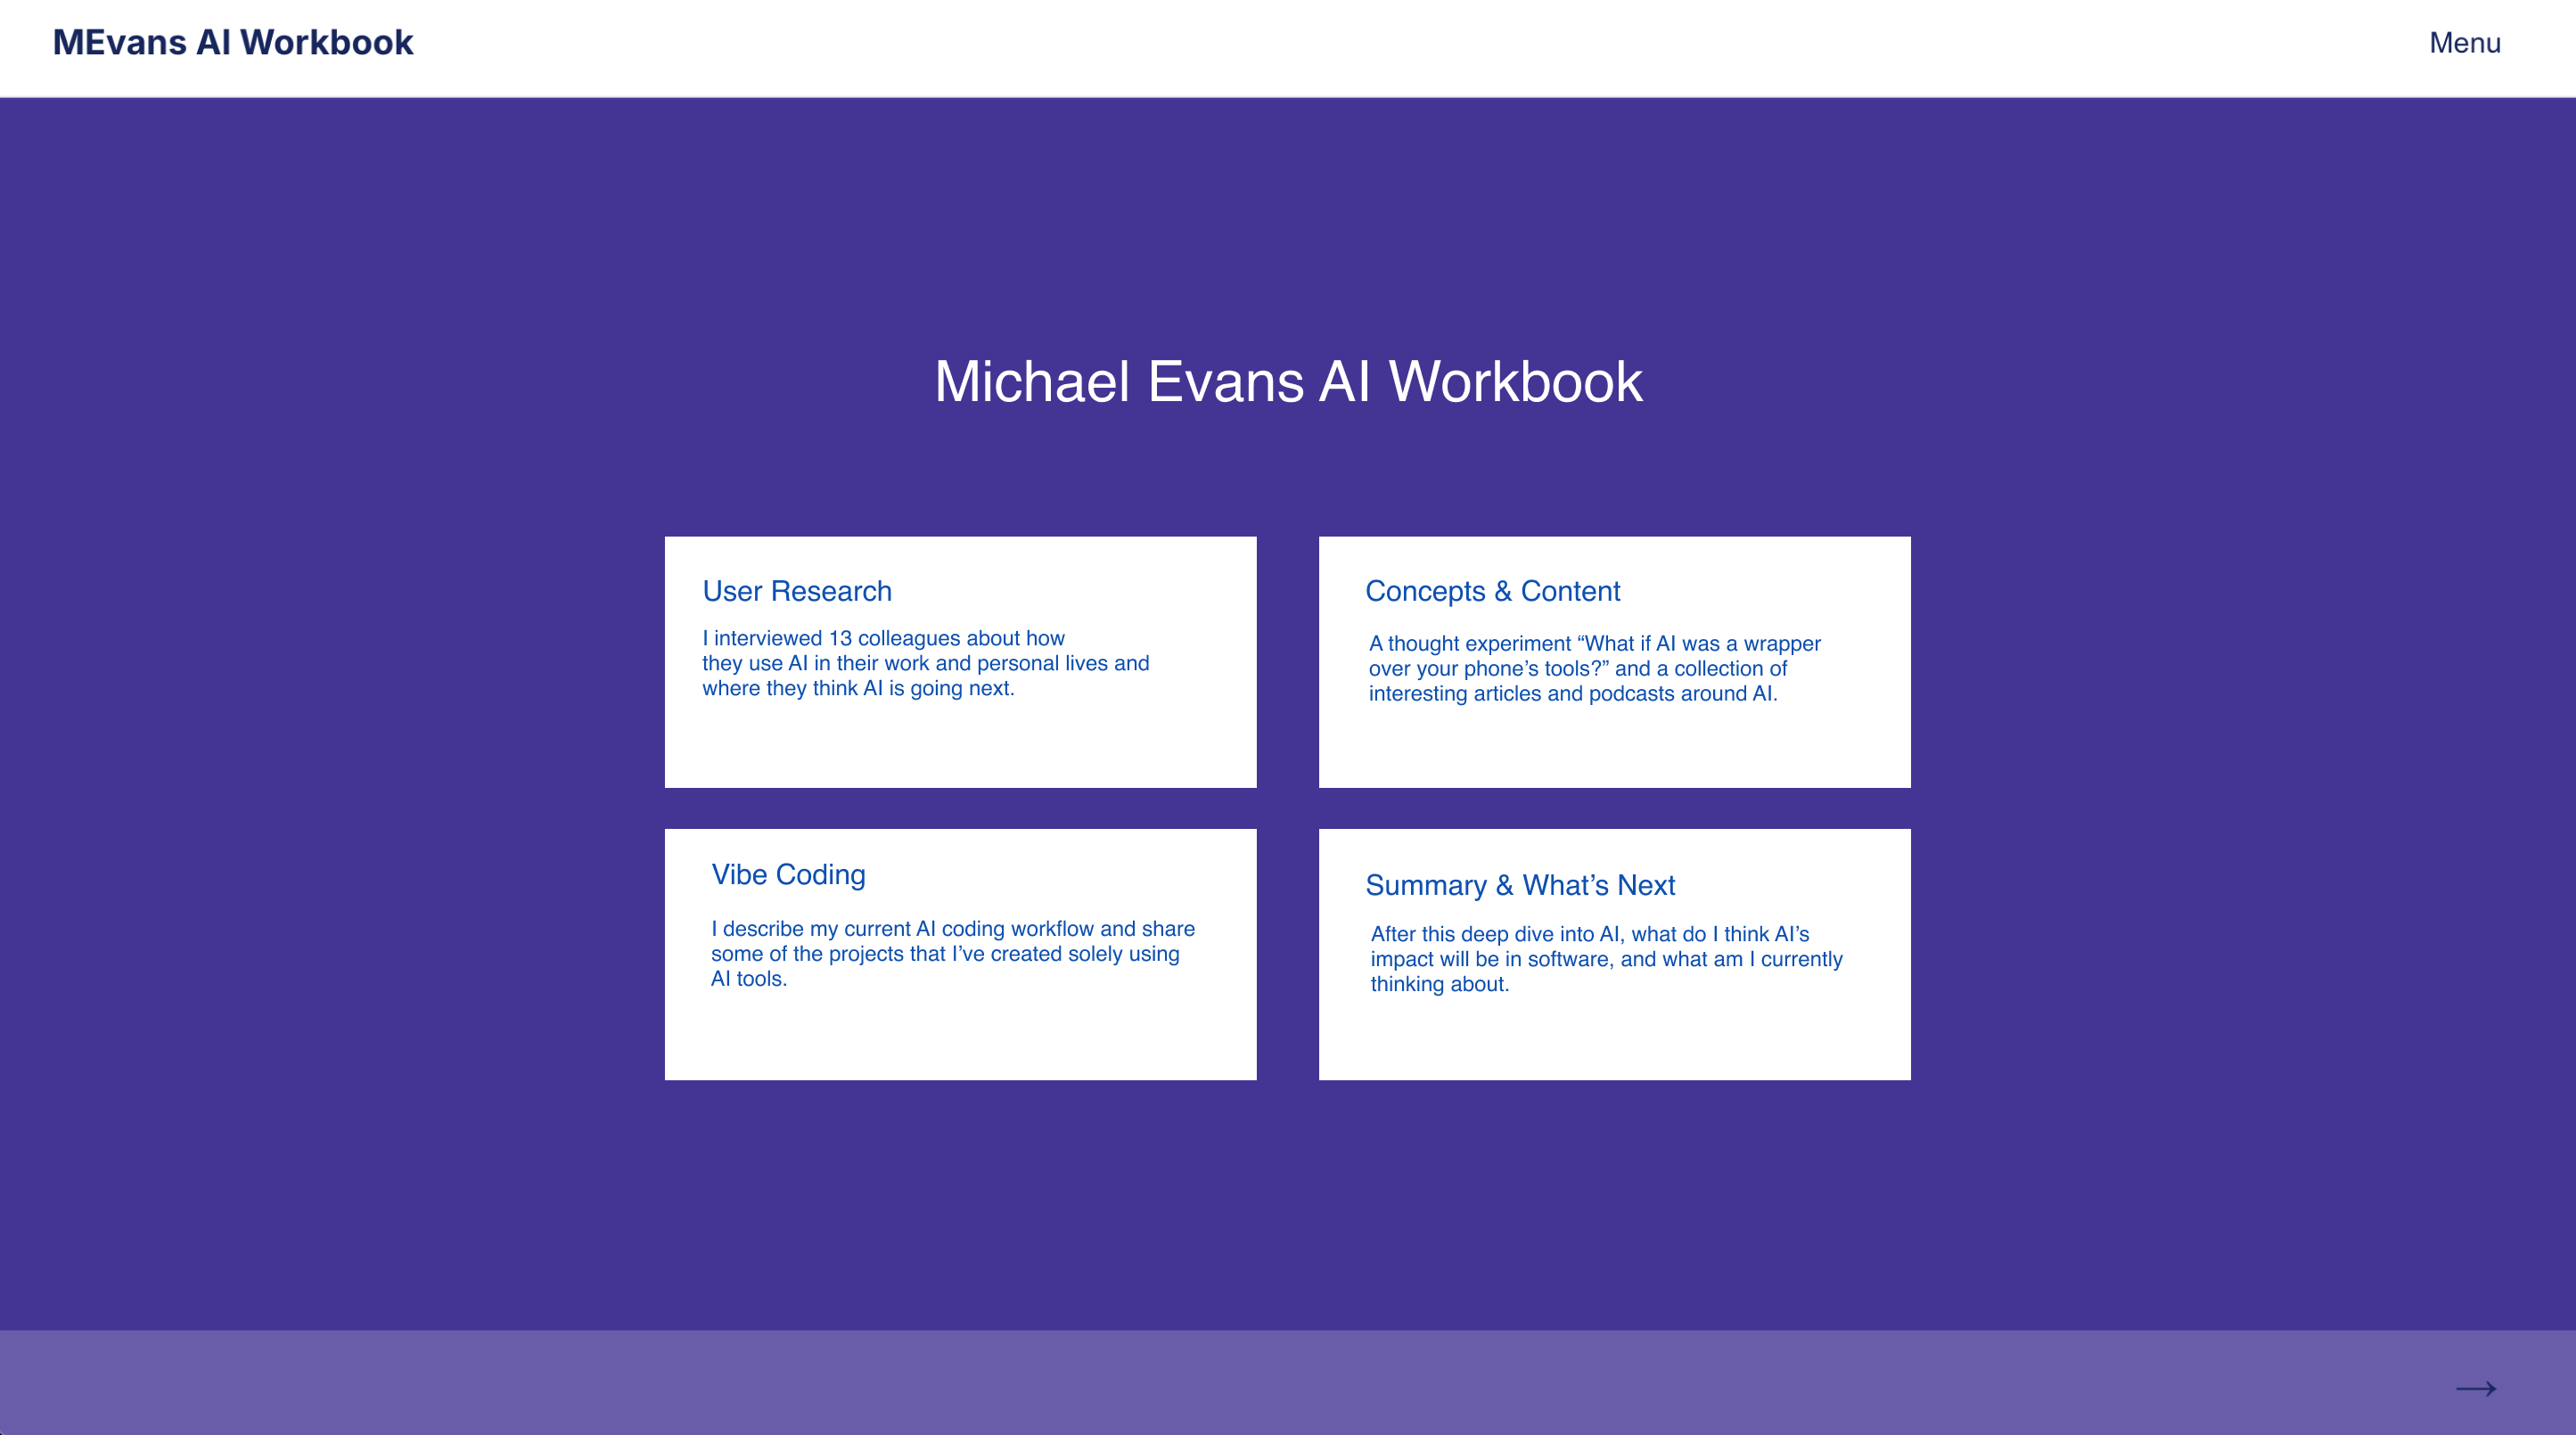 MEvans AI Workbook
Menu
Michael Evans AI Workbook
User Research
I interviewed 13 colleagues about how
they use AI in their work and personal lives and
where they think AI is going next.
Concepts & Content
A thought experiment “What if AI was a wrapper
over your phone’s tools?” and a collection of
interesting articles and podcasts around AI.
Vibe Coding
I describe my current AI coding workflow and share
some of the projects that I’ve created solely using
AI tools.
Summary & What’s Next
After this deep dive into AI, what do I think AI’s
impact will be in software, and what am I currently
thinking about.
→